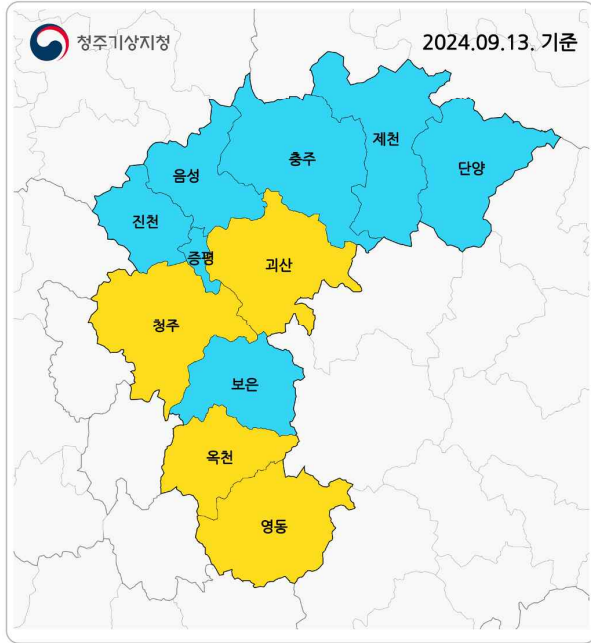 청주기상지청
2024.09.13. 기준
제천
충주
단양
음성
진천
증평
괴산
청주
보은
옥천
영동